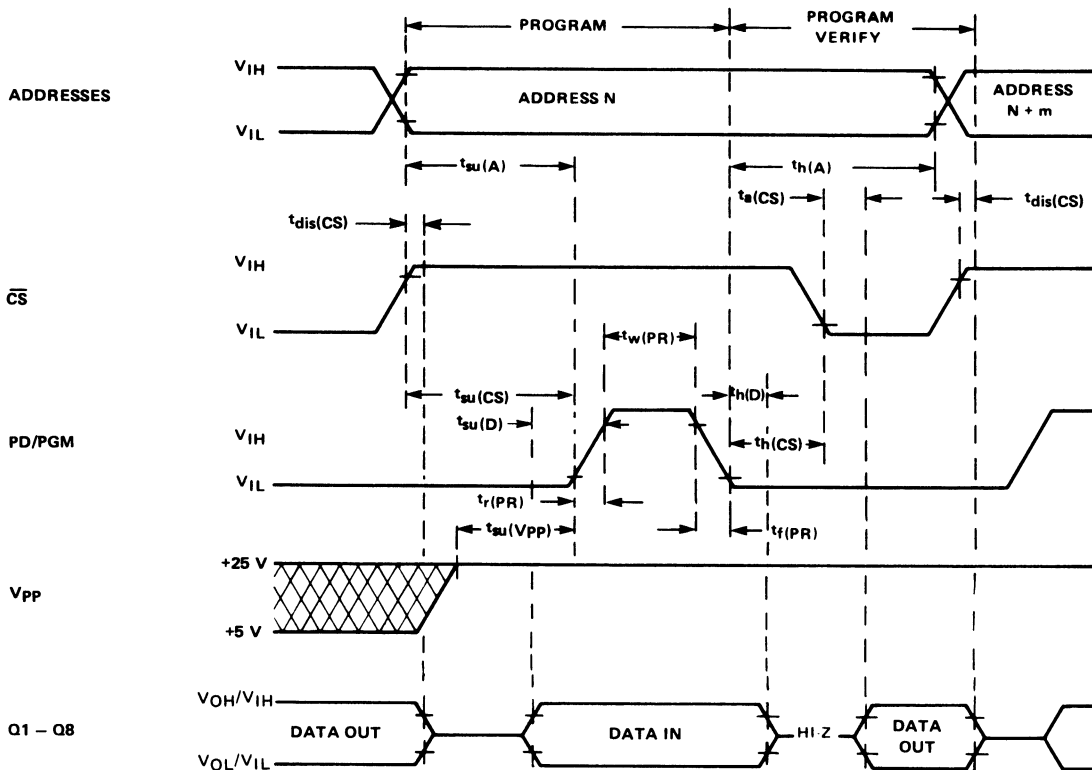 PROGRAM
PROGRAM
VERIFY
ADDRESSES
VIH
VIL
ADDRESS N
ADDRESS
N + m
tsu(A)
th(A)
ta(CS)
tdis(CS)
tdis(CS)
CS
VIH
VIL
tw(PR)
tsu(CS)
th(D)
tsu(D)
PD/PGM
VIH
VIL
th(CS)
tr(PR)
tsu(VPP)
tf(PR)
VPP
+25 V
+5 V
Q1 – Q8
VOH/VIH
VOL/VIL
DATA OUT
DATA IN
HI-Z
DATA
OUT